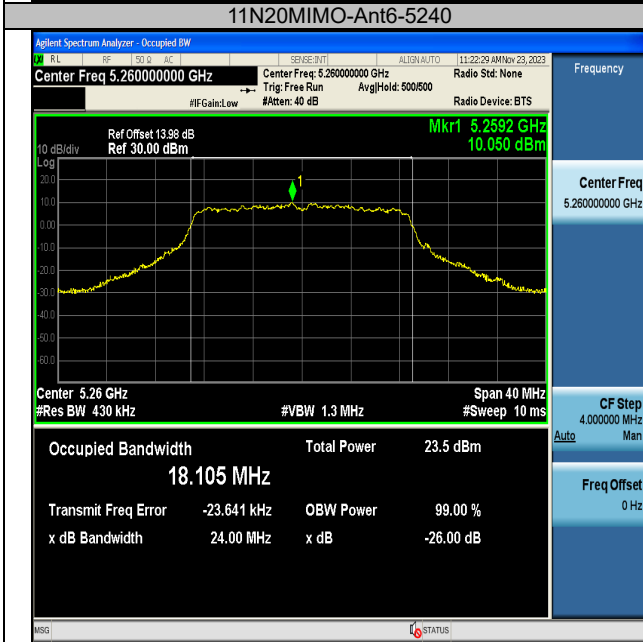 11N20MIMO-Ant6-5240
Agilent Spectrum Analyzer - Occupied BW
RL RF 50 Ω AC SENSE:INT ALIGN AUTO 11:22:29 AM Nov 23, 2023
Center Freq 5.260000000 GHz
Center Freq: 5.260000000 GHz Radio Std: None
Trig: Free Run Avg|Hold: 500/500
#IFGain:Low #Atten: 40 dB Radio Device: BTS
Frequency
Ref Offset 13.98 dB
Mkr1 5.2592 GHz
10 dB/div Ref 30.00 dBm 10.050 dBm
Log
20.0
10.0
0.00
-10.0
-20.0
-30.0
-40.0
-50.0
-60.0
1
Center 5.26 GHz Span 40 MHz
#Res BW 430 kHz #VBW 1.3 MHz #Sweep 10 ms
Center Freq
5.260000000 GHz
CF Step
4.000000 MHz
Auto Man
Freq Offset
0 Hz
Occupied Bandwidth Total Power 23.5 dBm
18.105 MHz
Transmit Freq Error -23.641 kHz OBW Power 99.00 %
x dB Bandwidth 24.00 MHz x dB -26.00 dB
MSG STATUS